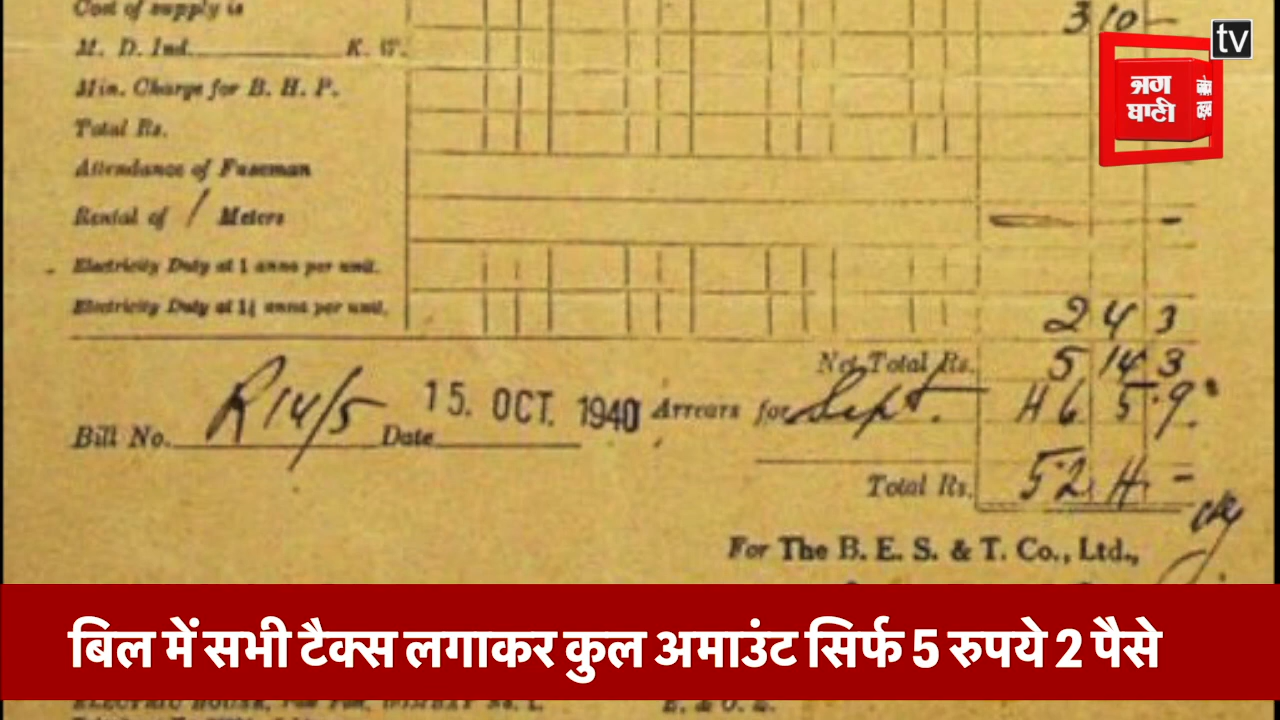 Cost of supply is
3 10 -
tv
M. D. Ind. K. W.
ਜਗ
ਬਾਣੀ
Min. Charge for B. H. P.
Total Rs.
Attendance of Fuseman
Rental of 1 Meters
Electricity Duty at 1 anna per unit.
Electricity Duty at 1¼ anna per unit.
2 4 3
Net Total Rs. 5 14 3
Bill No. R14/5 Date 15. OCT. 1940 Arrears for Sept. 46 5 9
Total Rs. 52 4 -
For The B. E. S. & T. Co., Ltd.,
बिल में सभी टैक्स लगाकर कुल अमाउंट सिर्फ 5 रुपये 2 पैसे